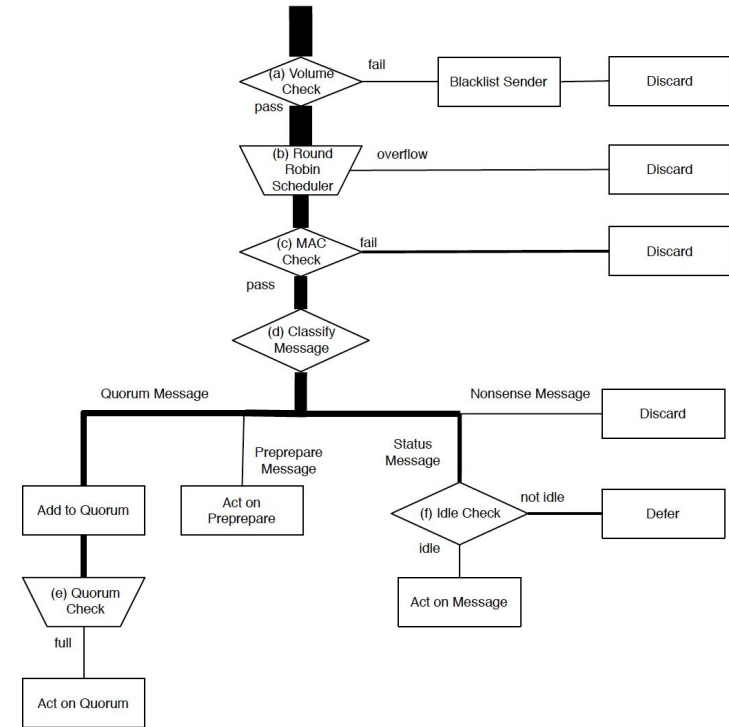 fail
(a) Volume
Check
Blacklist Sender
Discard
pass
(b) Round
Robin
Scheduler
overflow
Discard
(c) MAC
Check
fail
Discard
pass
(d) Classify
Message
Quorum Message
Nonsense Message
Discard
Preprepare
Message
Status
Message
Add to Quorum
Act on
Preprepare
(f) Idle Check
not idle
Defer
idle
(e) Quorum
Check
Act on Message
full
Act on Quorum